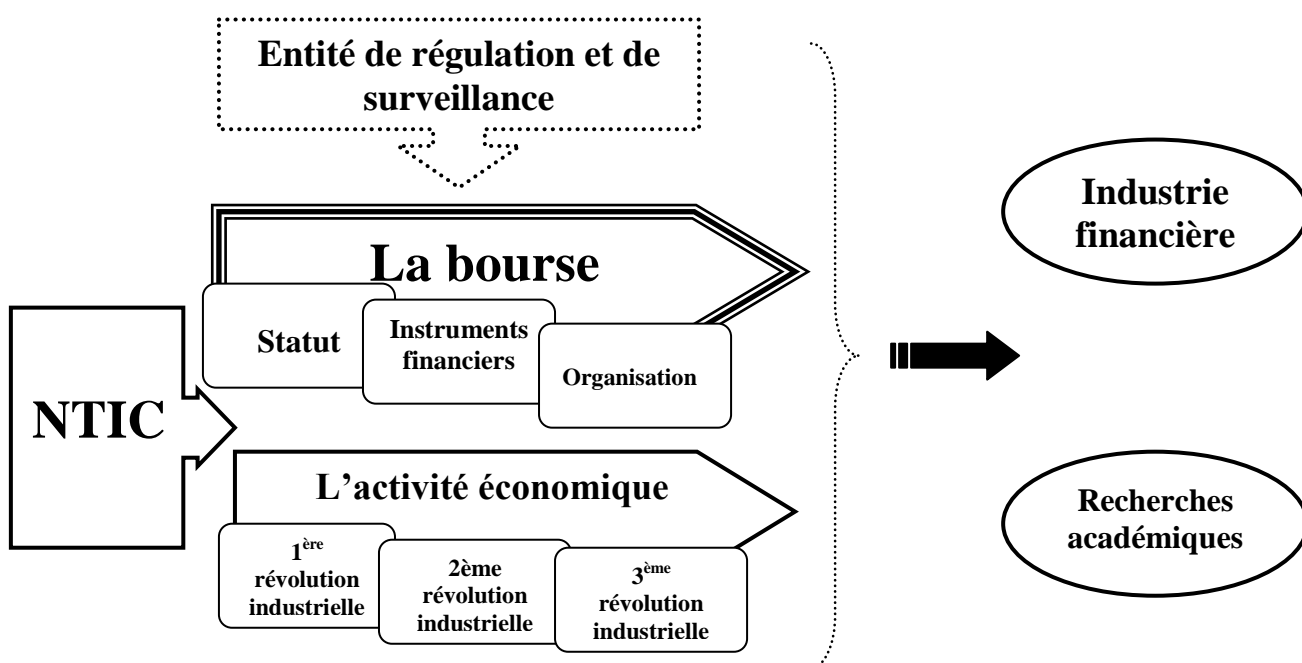 Entité de régulation et de
surveillance
La bourse
Statut
Instruments
financiers
Organisation
NTIC
L’activité économique
1ère
révolution
industrielle
2ème
révolution
industrielle
3ème
révolution
industrielle
Industrie
financière
Recherches
académiques